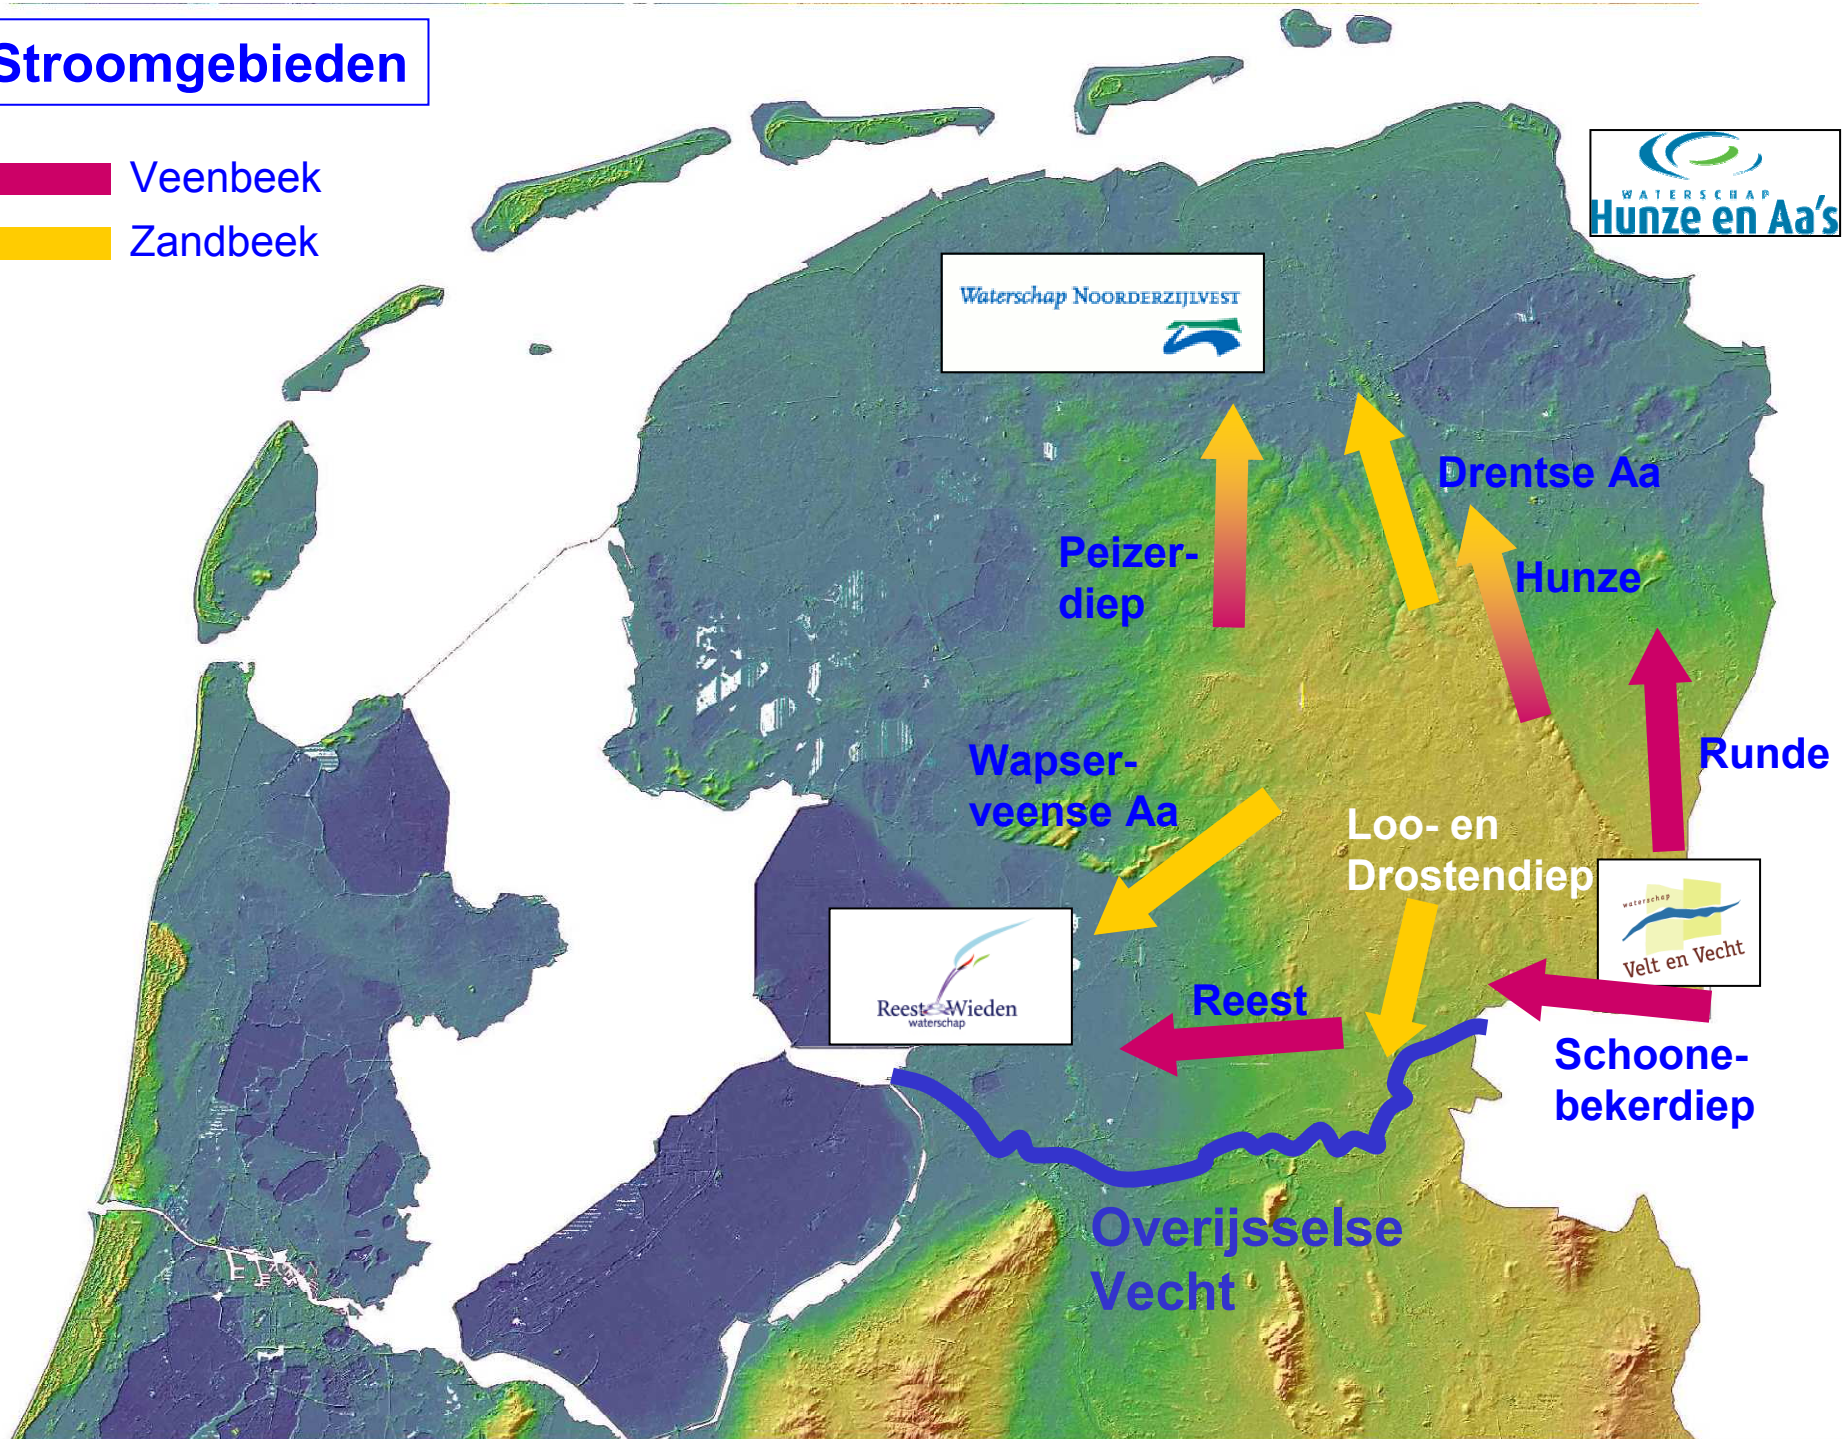 Stroomgebieden
Veenbeek
Zandbeek
WATERSCHAP
Hunze en Aa's
Waterschap NOORDERZIJLVEST
Drentse Aa
Peizer-
diep
Hunze
Runde
Wapser-
veense Aa
Loo- en
Drostendiep
waterschap
Velt en Vecht
Reest
Reest Wieden
waterschap
Schoone-
bekerdiep
Overijsselse
Vecht